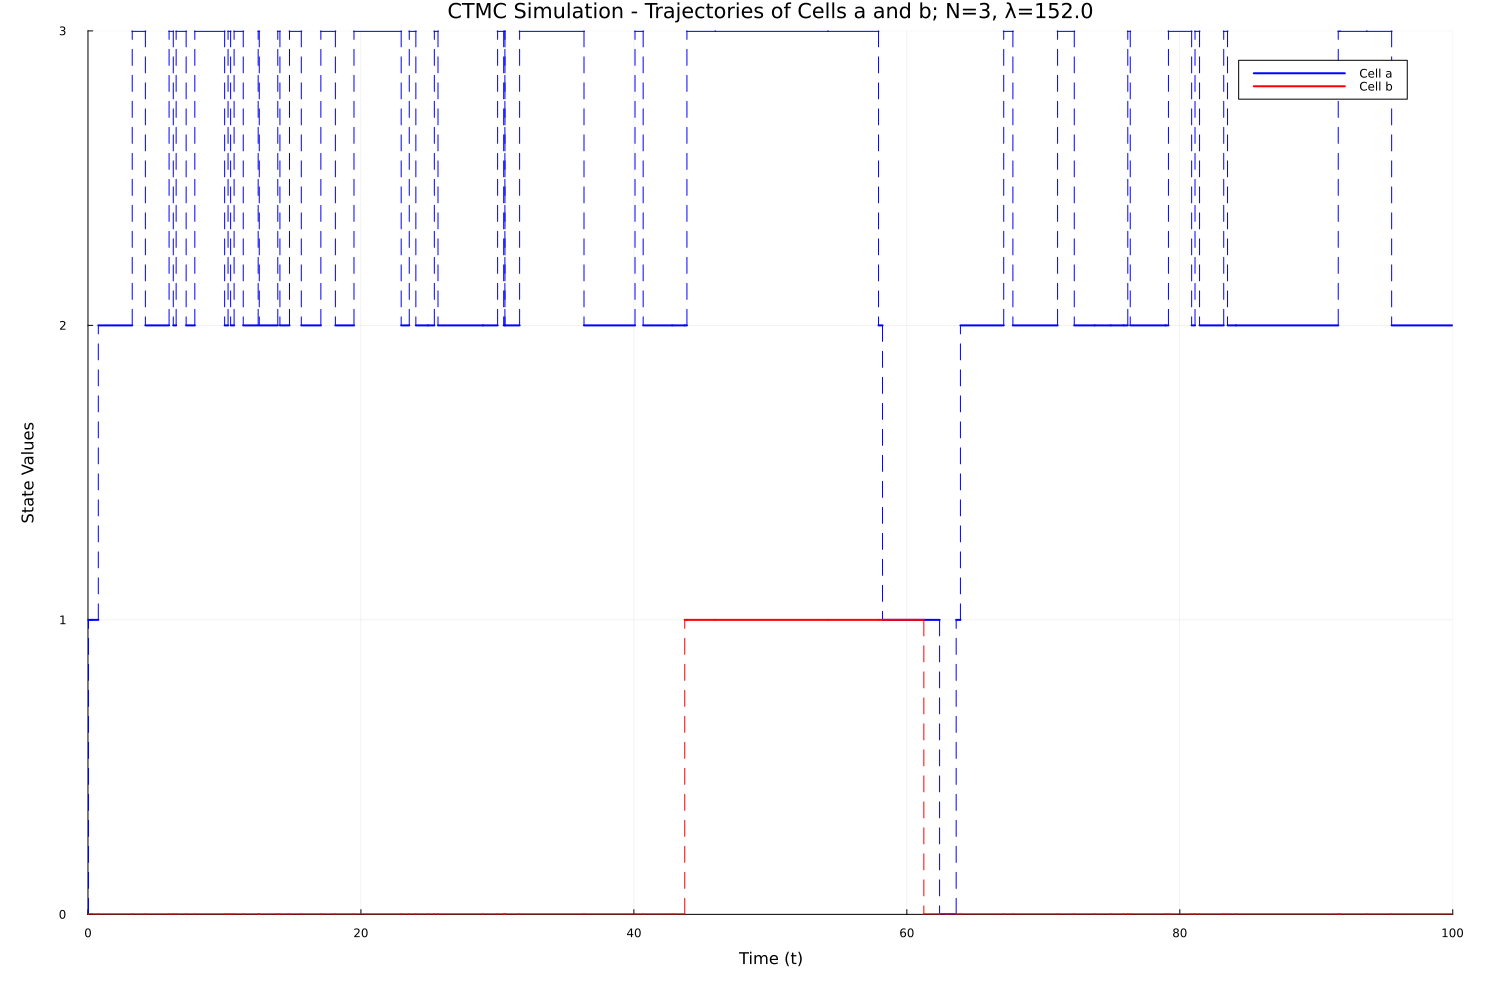 CTMC Simulation - Trajectories of Cells a and b; N=3, λ=152.0
3
Cell a
Cell b
2
State Values
1
0
0 20 40 60 80 100
Time (t)